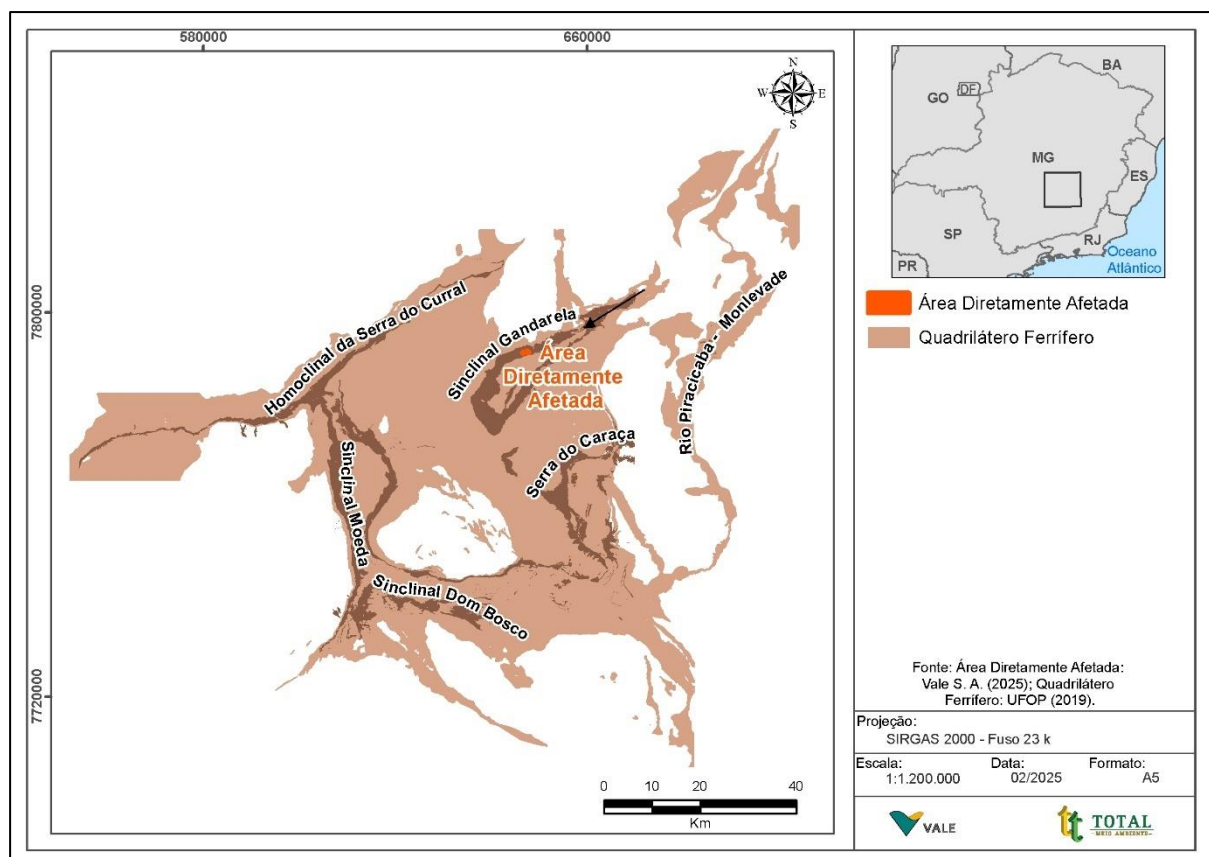 580000
660000
7800000
7720000
N
W
E
S
Homoclinal da Serra do Curral
Sinclinal Gandarela
Área
Diretamente
Afetada
Rio Piracicaba - Monlevade
Serra do Caraça
Sinclinal Moeda
Sinclinal Dom Bosco
0 10 20 40
Km
BA
GO
DF
MG
ES
SP
RJ
PR
Oceano
Atlântico
Área Diretamente Afetada
Quadrilátero Ferrífero
Fonte: Área Diretamente Afetada:
Vale S. A. (2025); Quadrilátero
Ferrífero: UFOP (2019).
Projeção:
SIRGAS 2000 - Fuso 23 k
Escala: Data: Formato:
1:1.200.000 02/2025 A5
VALE
tt TOTAL
MEIO AMBIENTE